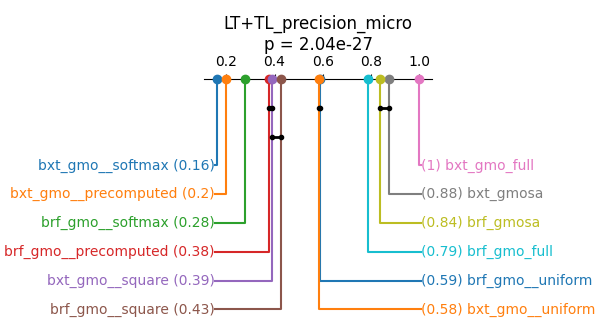 LT+TL_precision_micro
p = 2.04e-27
0.2 0.4 0.6 0.8 1.0
bxt_gmo__softmax (0.16)
(1) bxt_gmo_full
bxt_gmo__precomputed (0.2)
(0.88) bxt_gmosa
brf_gmo__softmax (0.28)
(0.84) brf_gmosa
brf_gmo__precomputed (0.38)
(0.79) brf_gmo_full
bxt_gmo__square (0.39)
(0.59) brf_gmo__uniform
brf_gmo__square (0.43)
(0.58) bxt_gmo__uniform